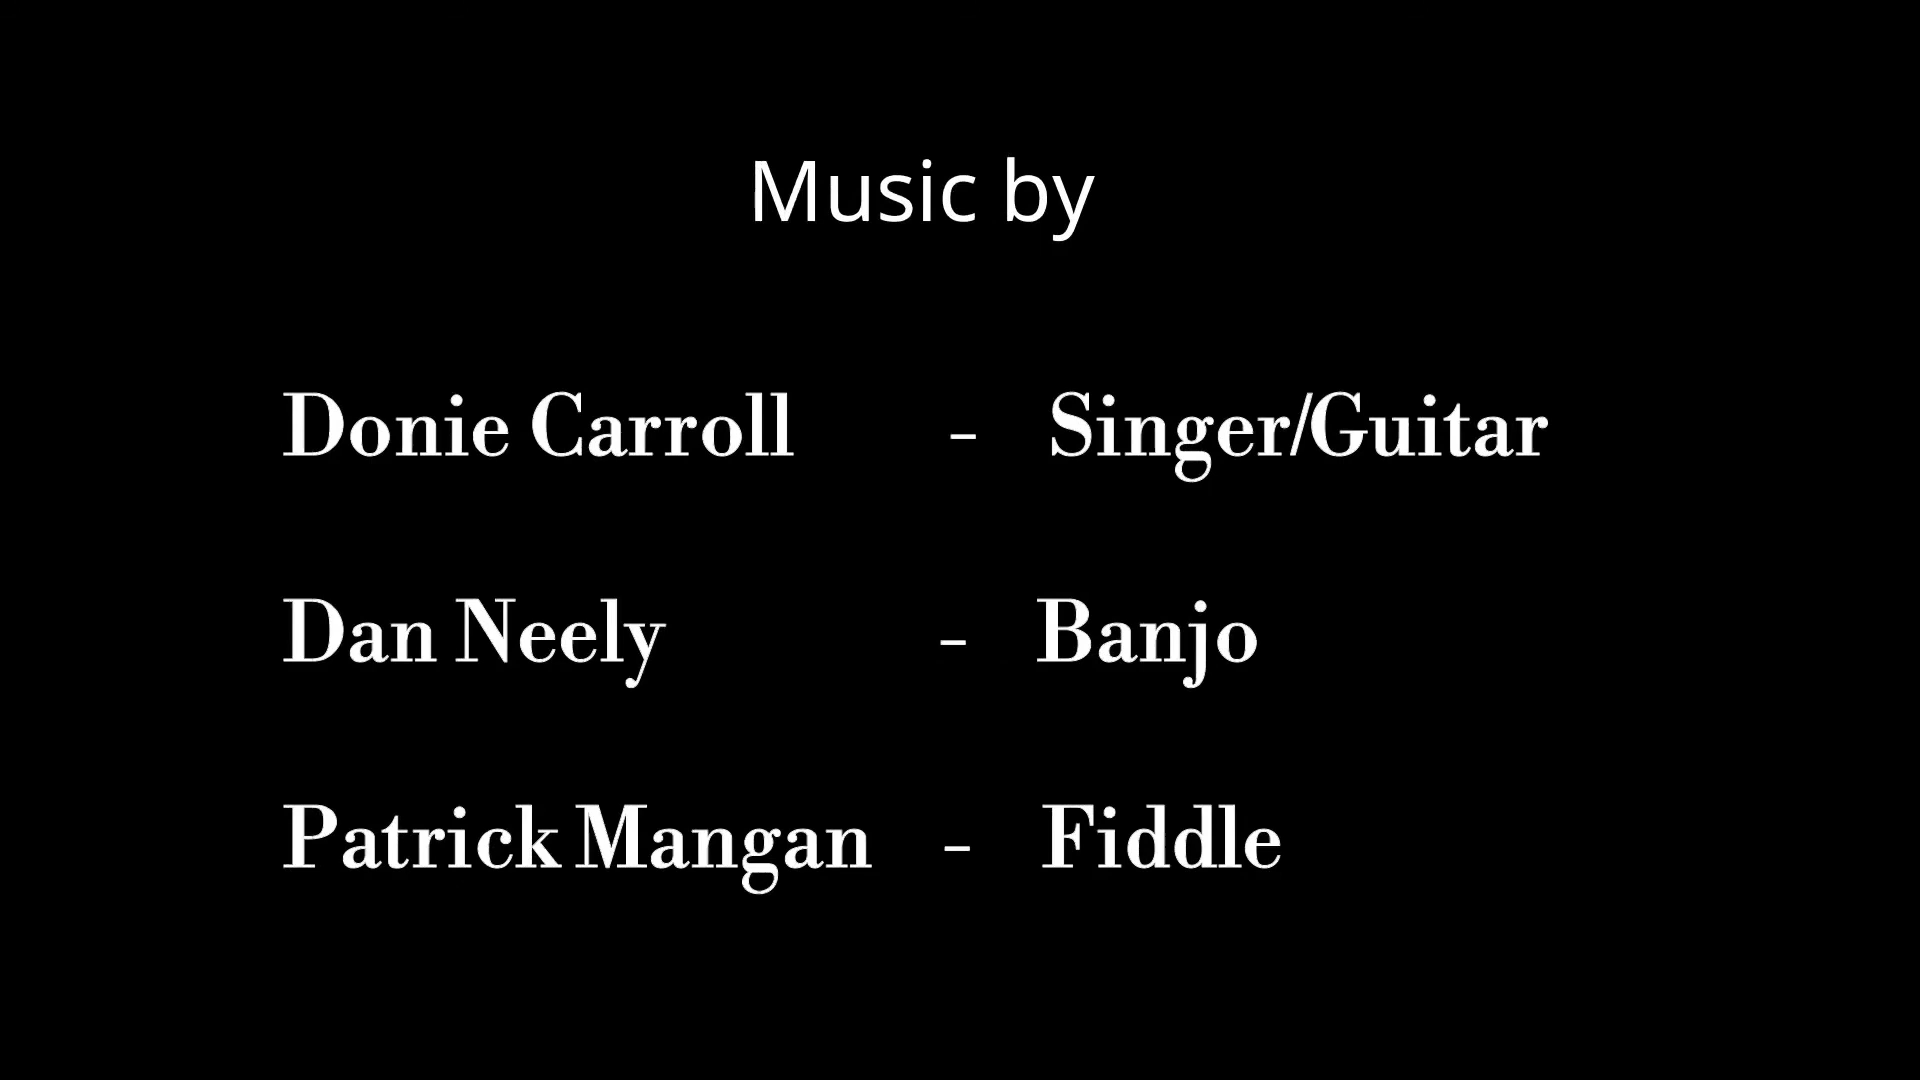 Music by
Donie Carroll - Singer/Guitar
Dan Neely - Banjo
Patrick Mangan - Fiddle